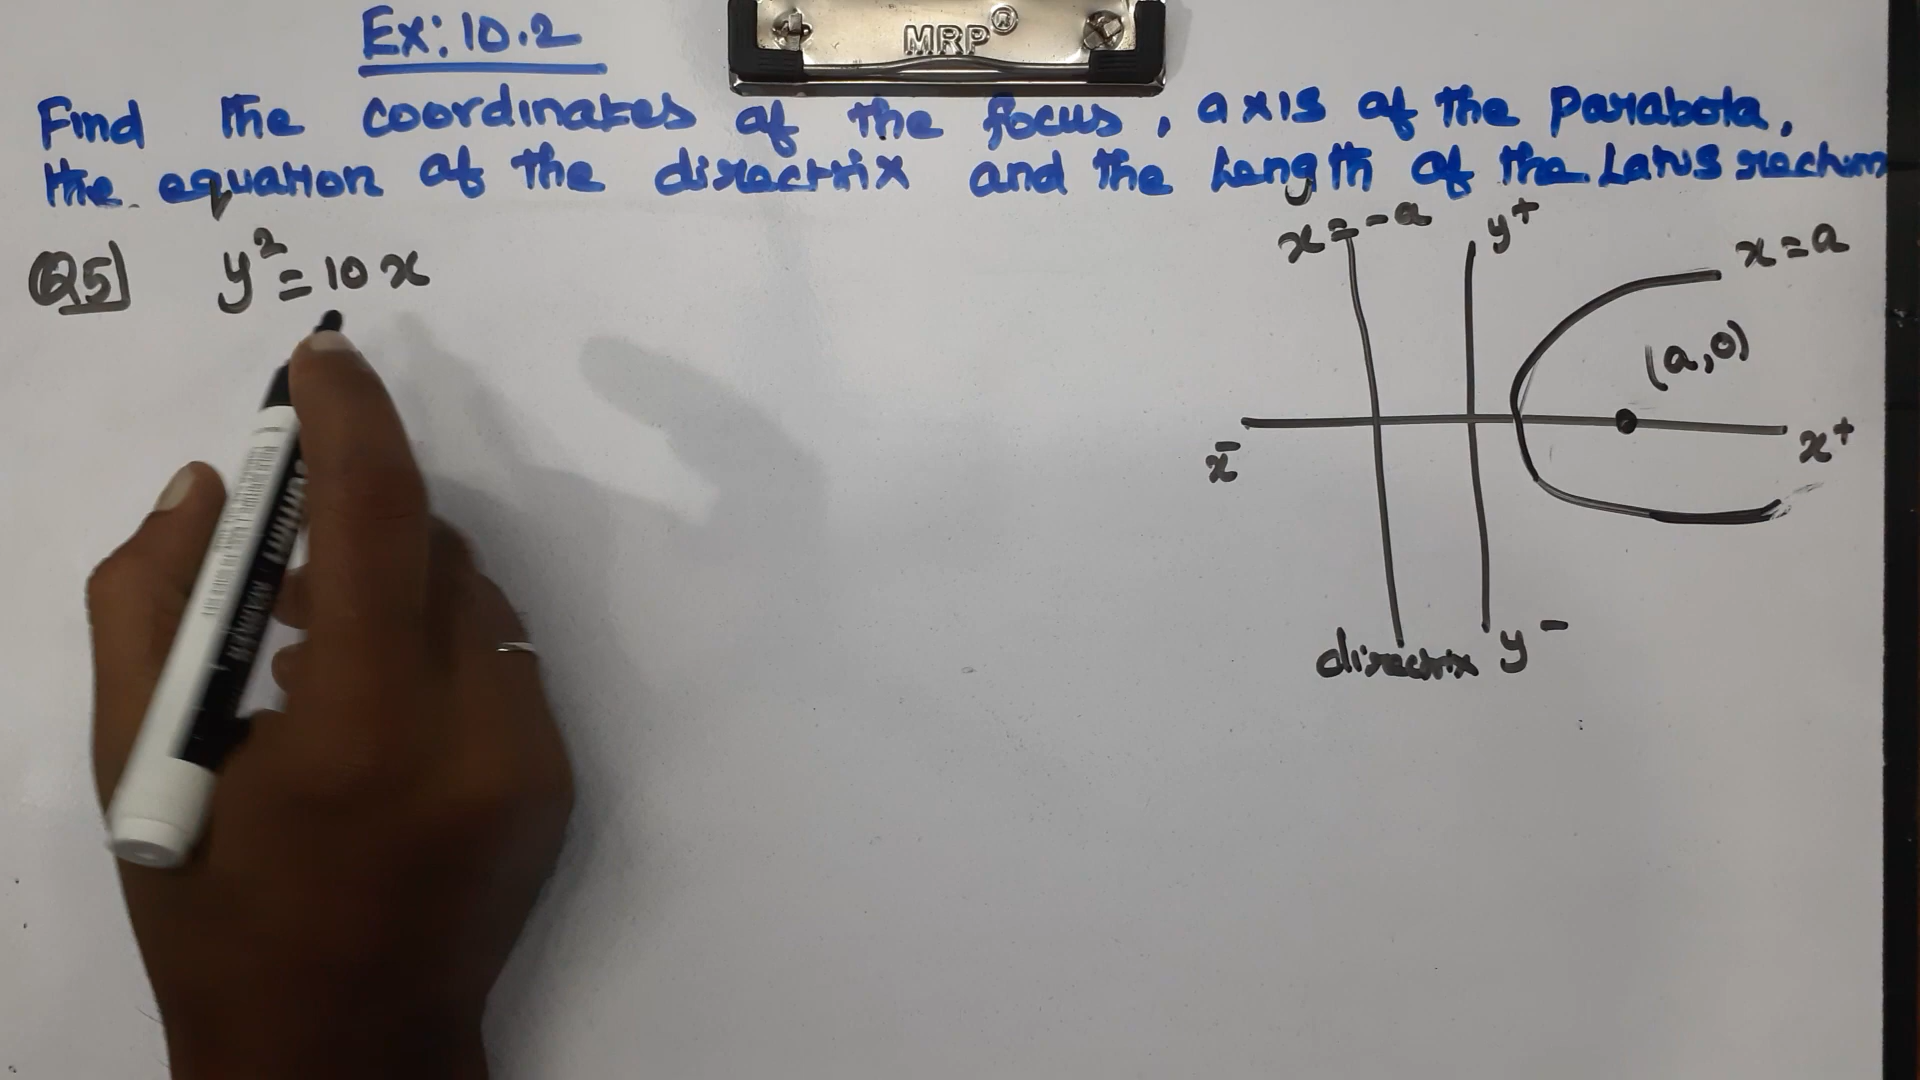 Ex: 10.2
MRP®
Find the coordinates of the focus, axis of the parabola,
the equation of the directrix and the length of the Latus rectum
Q5] y² = 10x
x = -a
y+
x = a
(a,0)
x-
x+
directrix
y-
MARKER